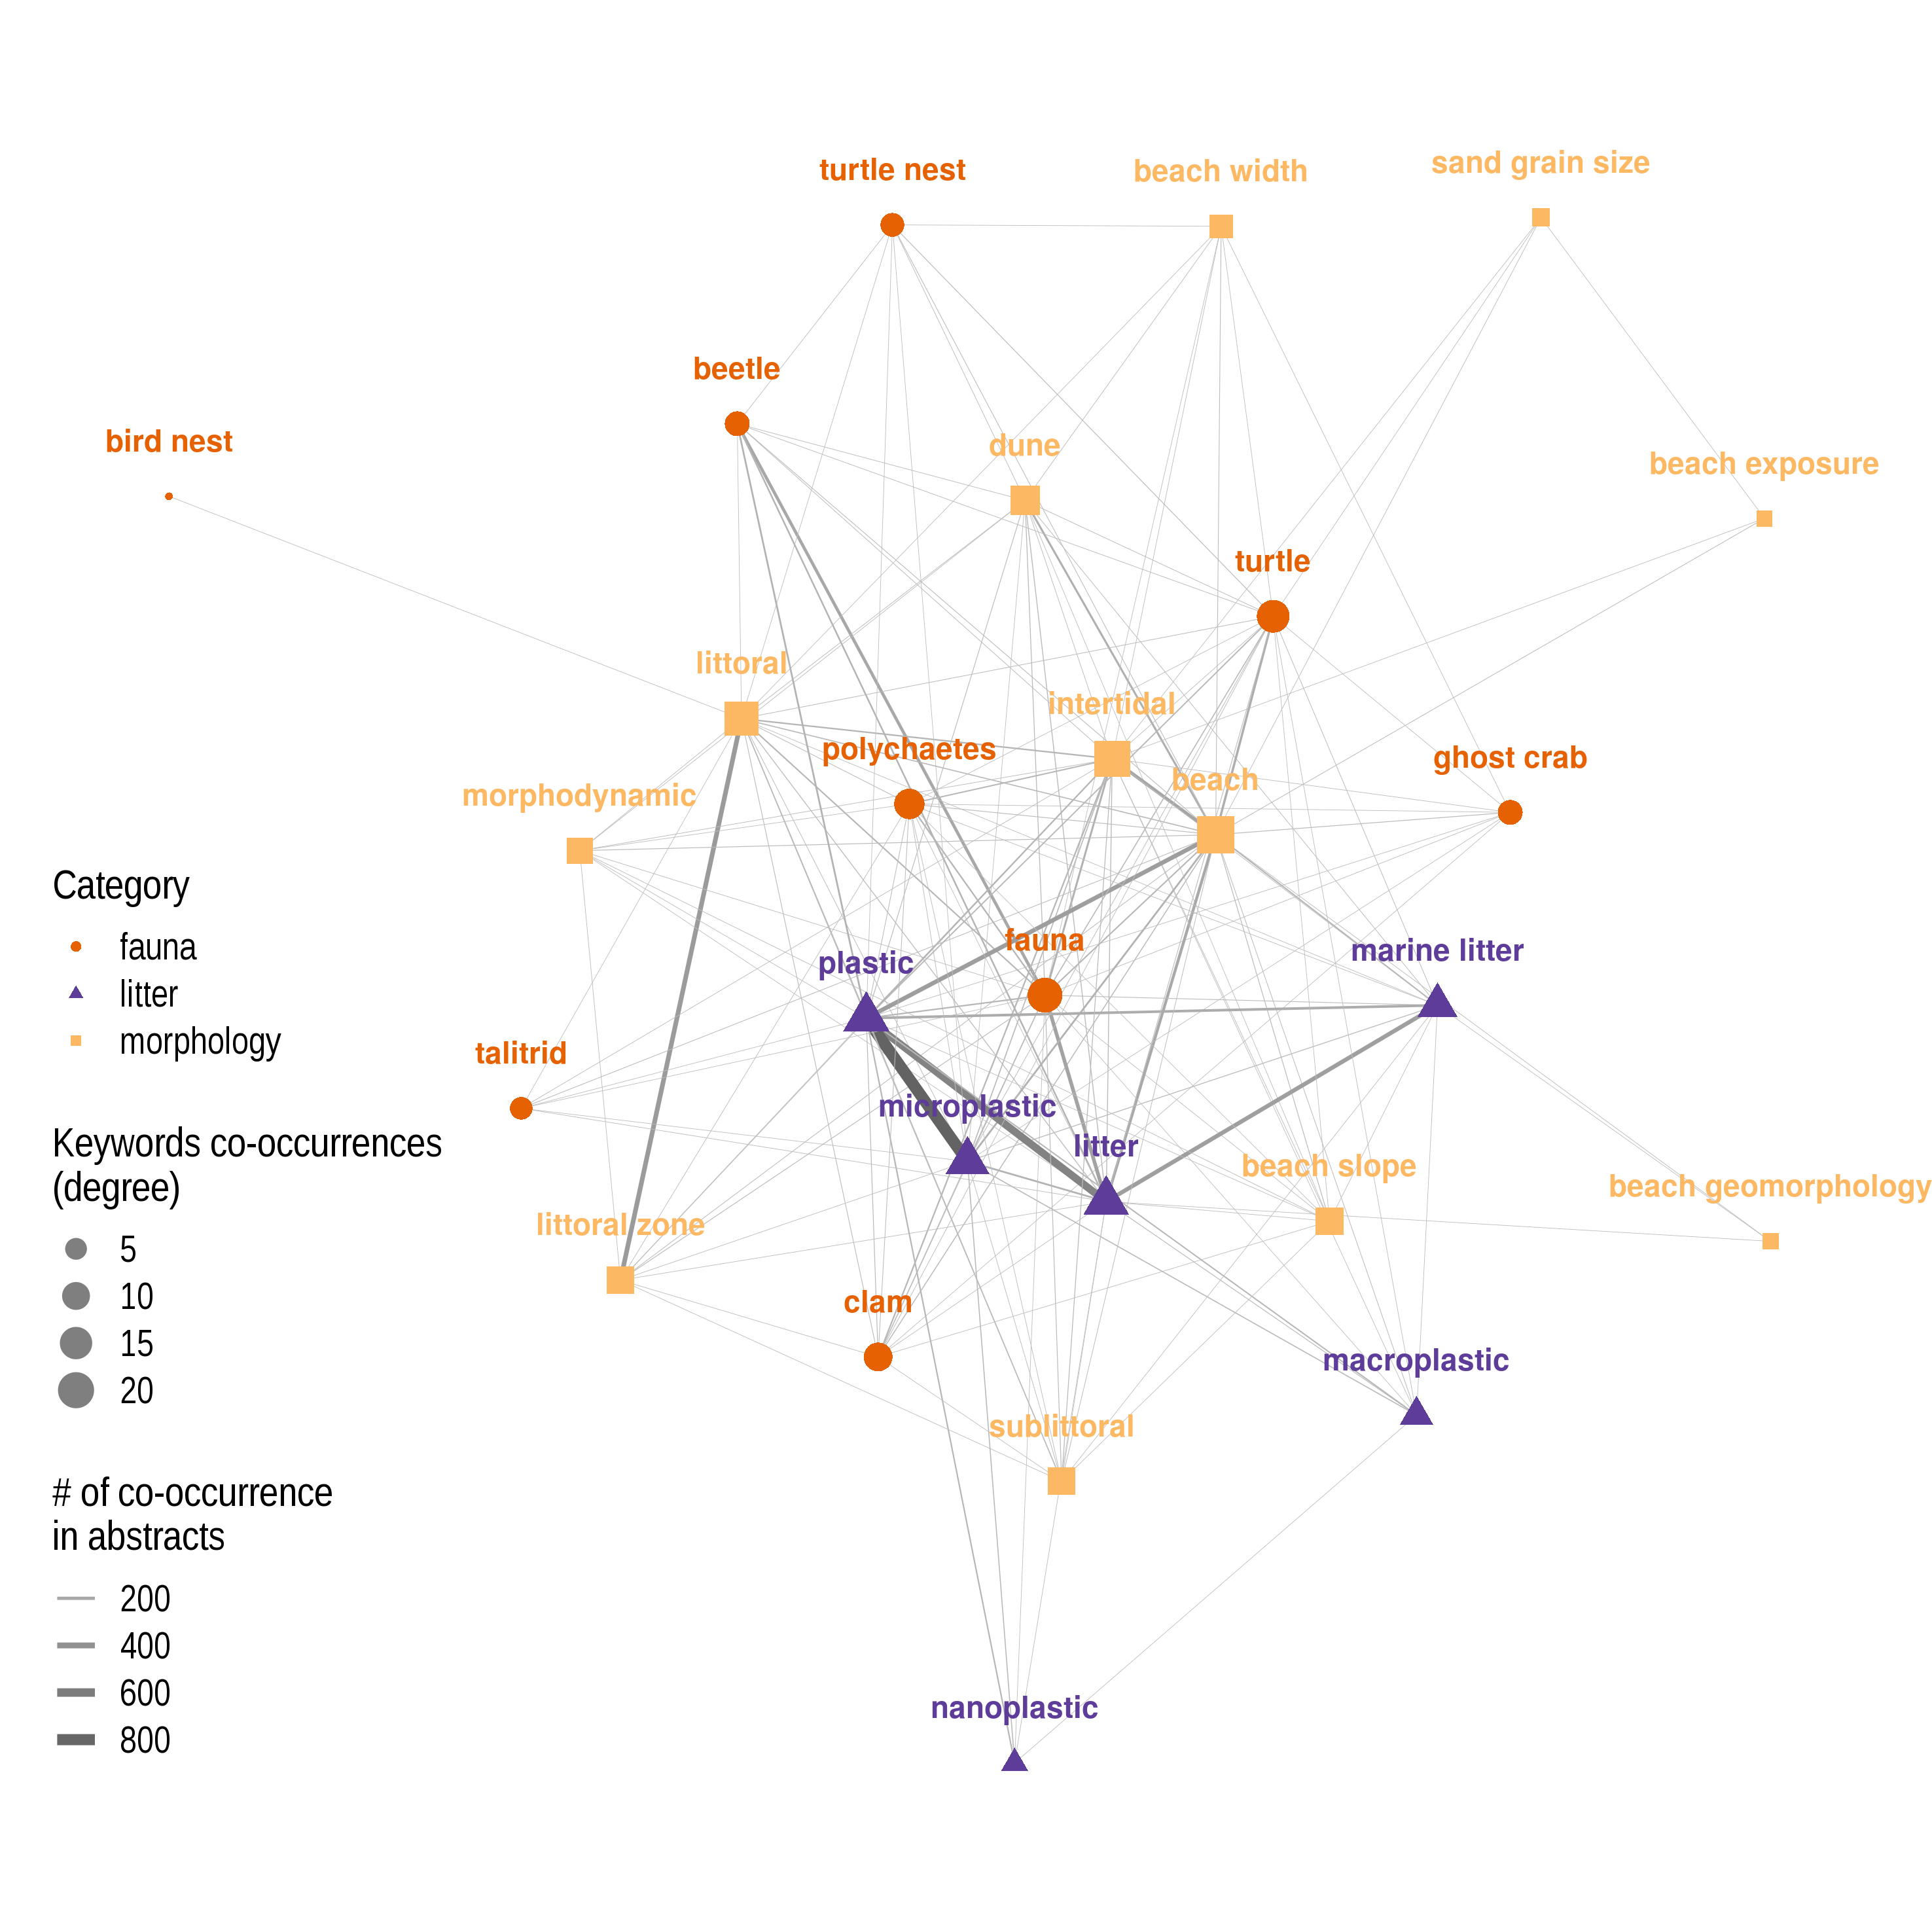 sand grain size
turtle nest
beach width
beetle
bird nest
dune
beach exposure
turtle
littoral
intertidal
polychaetes
ghost crab
beach
morphodynamic
Category
fauna
litter
morphology
fauna
marine litter
plastic
talitrid
microplastic
litter
Keywords co-occurrences
(degree)
5
10
15
20
beach slope
beach geomorphology
littoral zone
clam
macroplastic
sublittoral
# of co-occurrence
in abstracts
200
400
600
800
nanoplastic